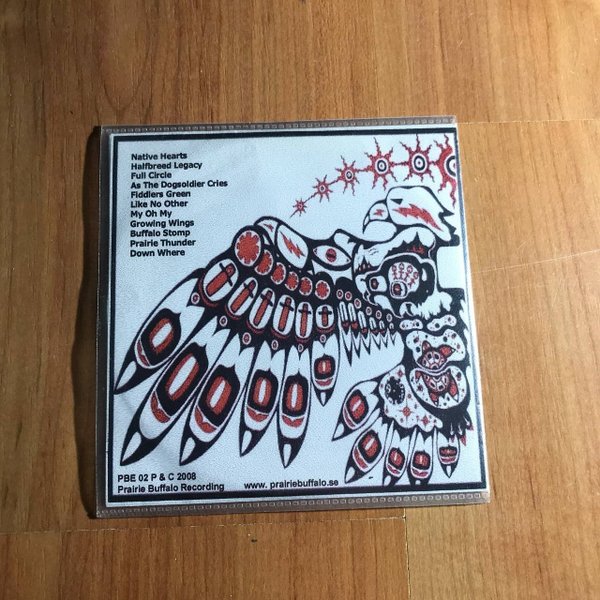 Native Hearts
Halfbreed Legacy
Full Circle
As The Dogsoldier Cries
Fiddlers Green
Like No Other
My Oh My
Growing Wings
Buffalo Stomp
Prairie Thunder
Down Where
PBE 02 P & C 2008
Prairie Buffalo Recording www. prairiebuffalo.se